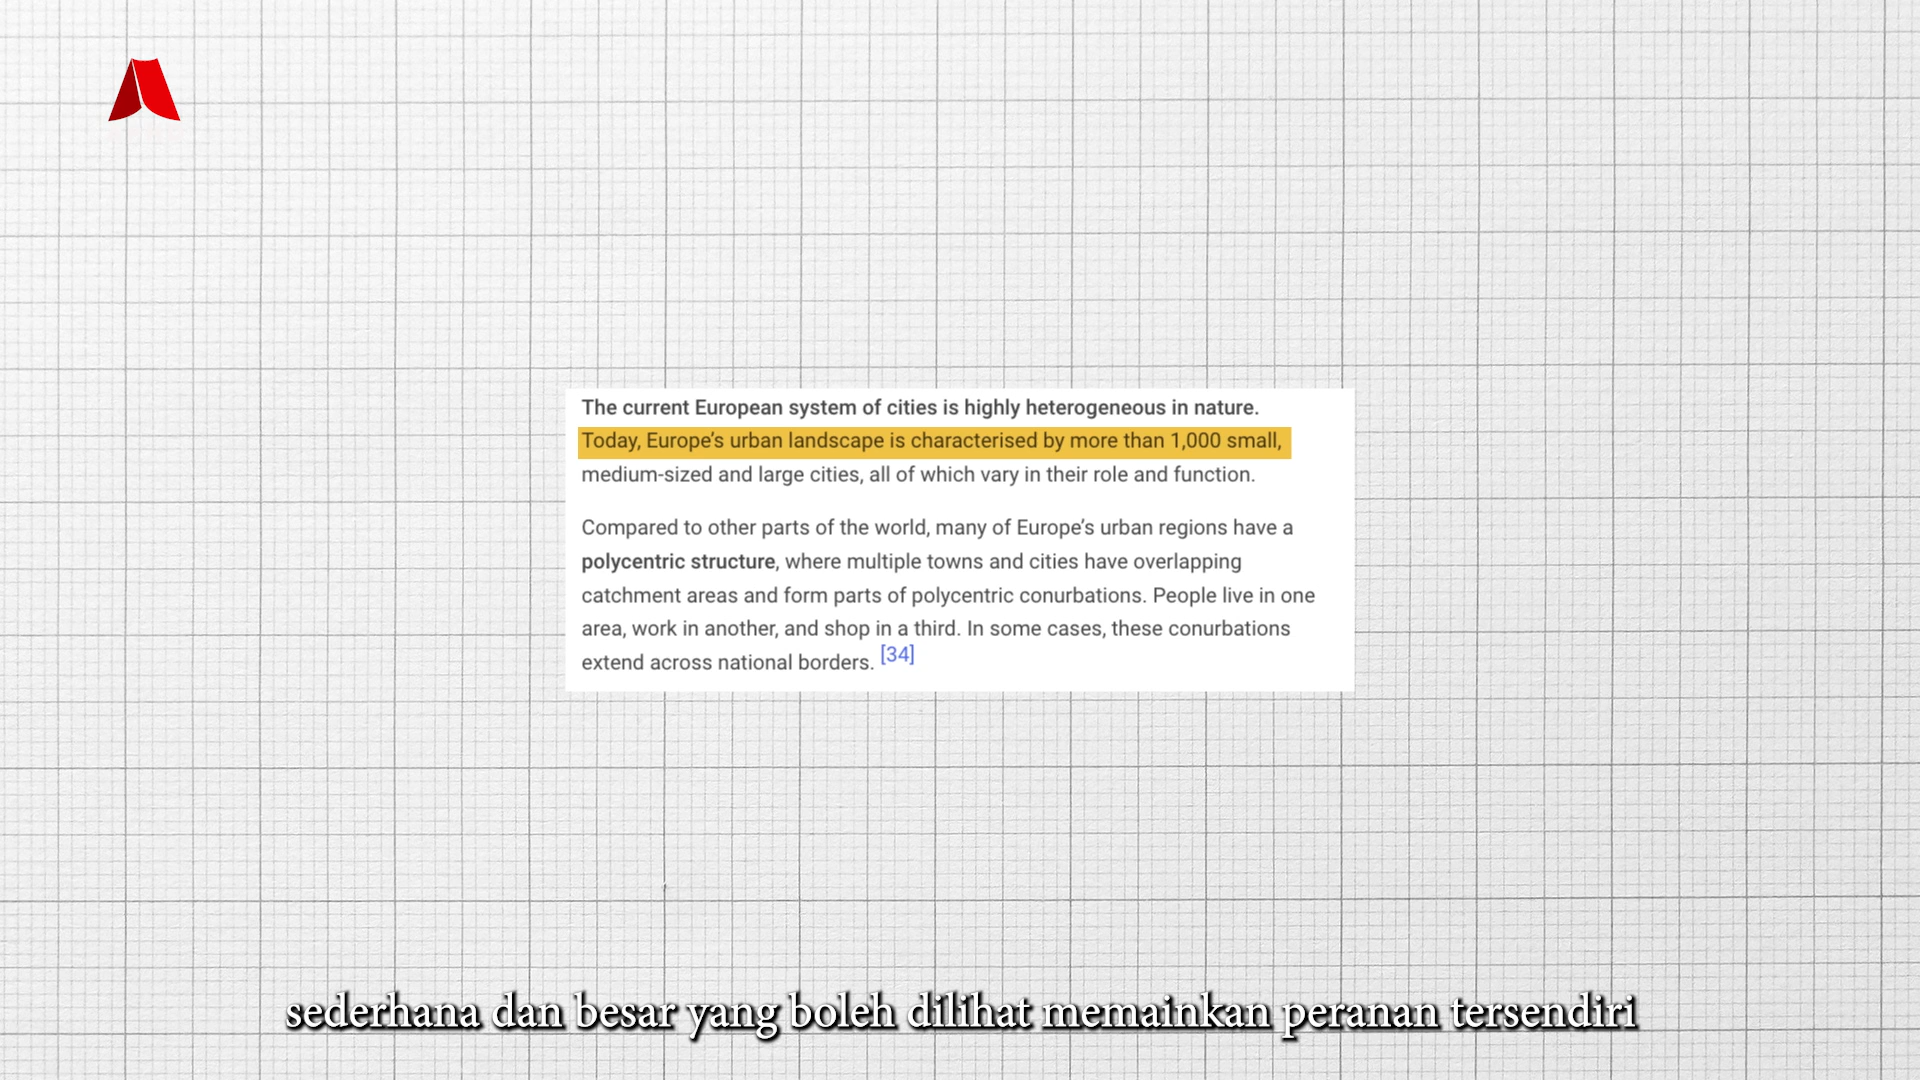 The current European system of cities is highly heterogeneous in nature.
Today, Europe's urban landscape is characterised by more than 1,000 small,
medium-sized and large cities, all of which vary in their role and function.
Compared to other parts of the world, many of Europe's urban regions have a
polycentric structure, where multiple towns and cities have overlapping
catchment areas and form parts of polycentric conurbations. People live in one
area, work in another, and shop in a third. In some cases, these conurbations
extend across national borders. [34]
sederhana dan besar yang boleh dilihat memainkan peranan tersendiri